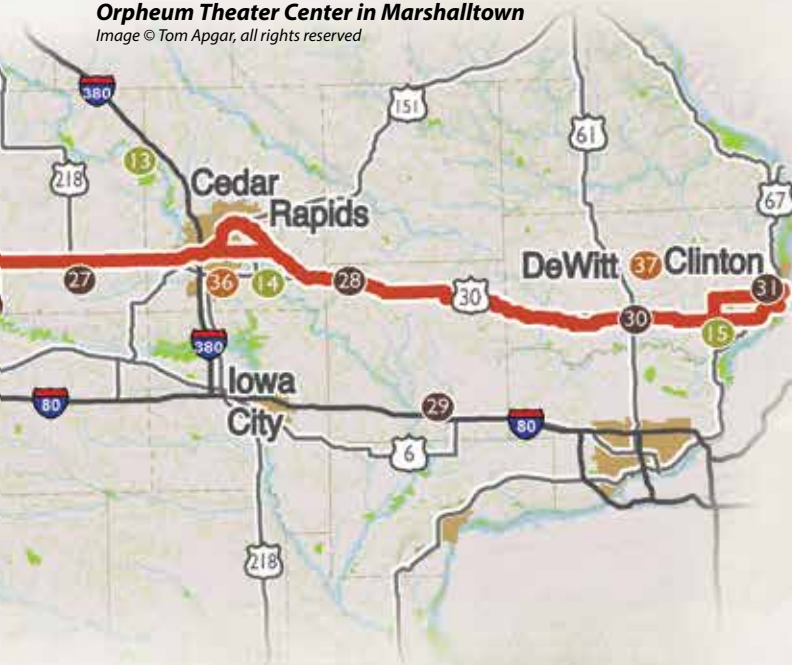 Orpheum Theater Center in Marshalltown
Image © Tom Apgar, all rights reserved
380
151
61
13
218
Cedar
Rapids
67
DeWitt
37
Clinton
27
36
14
28
30
31
30
15
380
Iowa
City
80
29
80
6
218